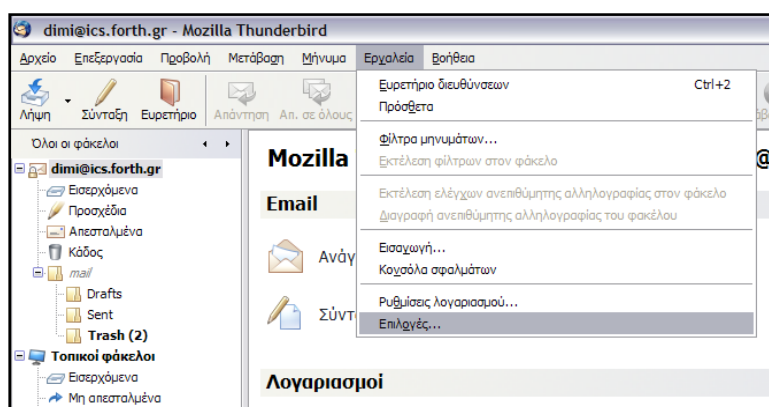 dimi@ics.forth.gr - Mozilla Thunderbird
Αρχείο Επεξεργασία Προβολή Μετάβαση Μήνυμα Εργαλεία Βοήθεια
Λήψη Σύνταξη Ευρετήριο Απάντηση Απ. σε όλους
Ευρετήριο διευθύνσεων Ctrl+2
Πρόσθετα
Φίλτρα μηνυμάτων...
Εκτέλεση φίλτρων στον φάκελο
Εκτέλεση ελέγχων ανεπιθύμητης αλληλογραφίας στον φάκελο
Διαγραφή ανεπιθύμητης αλληλογραφίας του φακέλου
Εισαγωγή...
Κοχσόλα σφαλμάτων
Ρυθμίσεις λογαριασμού...
Επιλογές...
Όλοι οι φάκελοι
dimi@ics.forth.gr
Εισερχόμενα
Προσχέδια
Απεσταλμένα
Κάδος
mail
Drafts
Sent
Trash (2)
Τοπικοί φάκελοι
Εισερχόμενα
Μη απεσταλμένα
Mozilla @
Email
Ανάγ
Σύντ
Λογαριασμοί